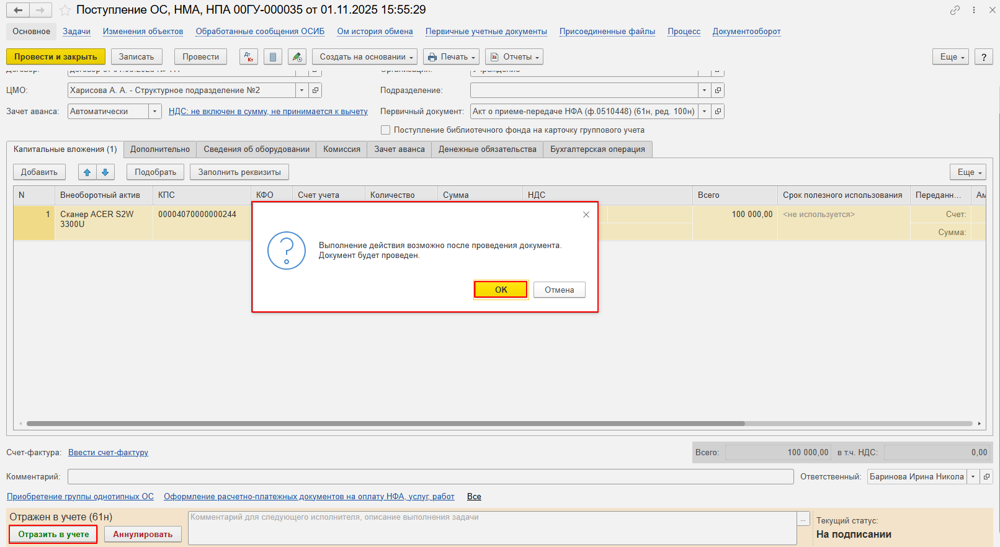 Поступление ОС, НМА, НПА 00ГУ-000035 от 01.11.2025 15:55:29
Основное Задачи Изменения объектов Обработанные сообщения ОСИБ Ом история обмена Первичные учетные документы Присоединенные файлы Процесс Документооборот
Провести и закрыть Записать Провести Дт Кт Создать на основании Печать Отчеты Еще ?
ЦМО: Харисова А. А. - Структурное подразделение №2 Подразделение:
Зачет аванса: Автоматически НДС: не включен в сумму, не принимается к вычету Первичный документ: Акт о приеме-передаче НФА (ф.0510448) (61н, ред. 100н)
Поступление библиотечного фонда на карточку группового учета
Капитальные вложения (1) Дополнительно Сведения об оборудовании Комиссия Зачет аванса Денежные обязательства Бухгалтерская операция
Добавить Подобрать Заполнить реквизиты Еще
N Внеоборотный актив КПС КФО Счет учета Количество Сумма НДС Всего Срок полезного использования Переданн... Ам
1 Сканер ACER S2W 00004070000000244 100 000,00 <не используется> Счет:
3300U
Сумма:
Выполнение действия возможно после проведения документа.
Документ будет проведен.
OK Отмена
Счет-фактура: Ввести счет-фактуру Всего: 100 000,00 в т.ч. НДС: 0,00
Комментарий: Ответственный: Баринова Ирина Никола
Приобретение группы однотипных ОС Оформление расчетно-платежных документов на оплату НФА, услуг, работ Все
Отражен в учете (61н) Комментарий для следующего исполнителя, описание выполнения задачи ... Текущий статус:
Отразить в учете Аннулировать На подписании